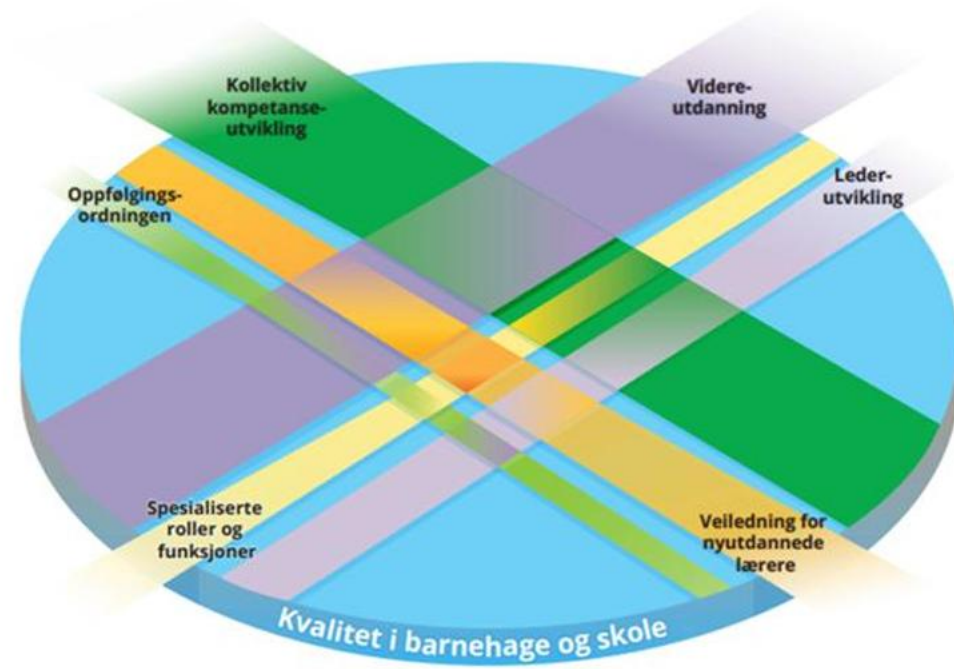 Kollektiv
kompetanse-
utvikling
Videre-
utdanning
Oppfølgings-
ordningen
Leder-
utvikling
Spesialiserte
roller og
funksjoner
Veiledning for
nyutdannede
lærere
Kvalitet i barnehage og skole